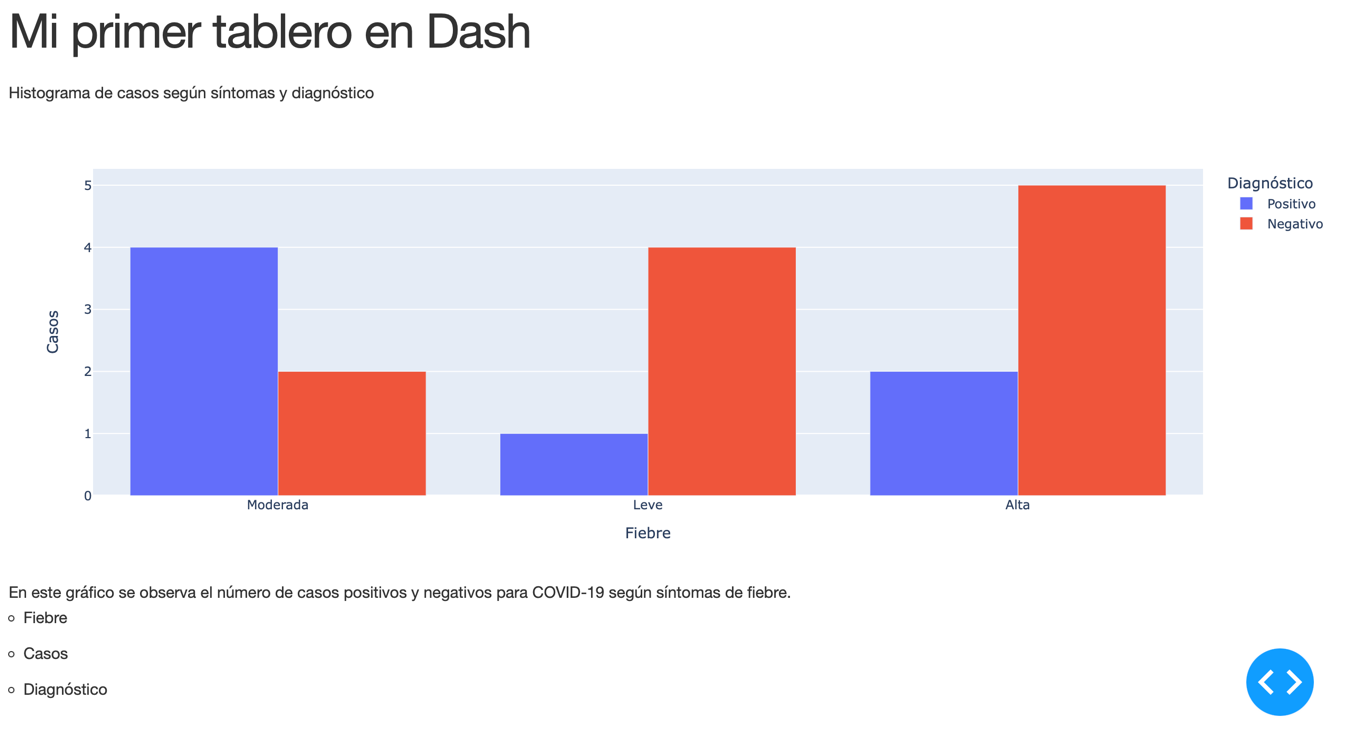 Mi primer tablero en Dash
Histograma de casos según síntomas y diagnóstico
Diagnóstico
Positivo
Negativo
5
4
3
2
1
0
Casos
Moderada
Leve
Alta
Fiebre
En este gráfico se observa el número de casos positivos y negativos para COVID-19 según síntomas de fiebre.
Fiebre
Casos
Diagnóstico